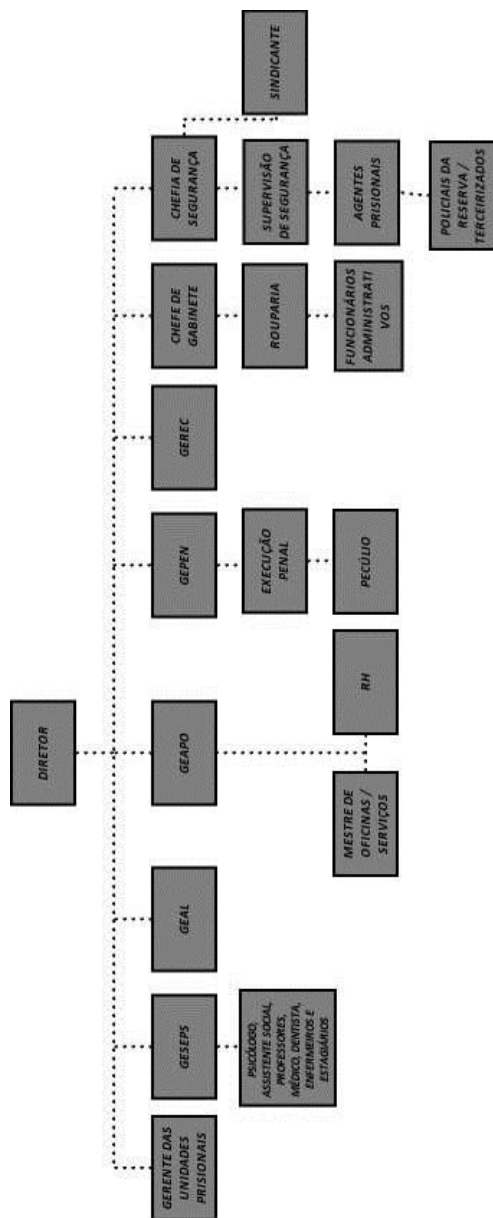 DIRETOR
GERENTE DAS
UNIDADES
PRISIONAIS
GESEPS
GEAL
GEAPO
GEPEN
GEREC
CHEFE DE
GABINETE
CHEFIA DE
SEGURANÇA
PSICÓLOGO,
ASSISTENTE SOCIAL,
PROFESSORES,
MÉDICO, DENTISTA,
ENFERMEIROS E
ESTAGIÁRIOS
EXECUÇÃO
PENAL
ROUPARIA
SUPERVISÃO
DE SEGURANÇA
SINDICANTE
MESTRE DE
OFICINAS /
SERVIÇOS
RH
PECÚLIO
FUNCIONÁRIOS
ADMINISTRATI
VOS
AGENTES
PRISIONAIS
POLICIAIS DA
RESERVA /
TERCEIRIZADOS